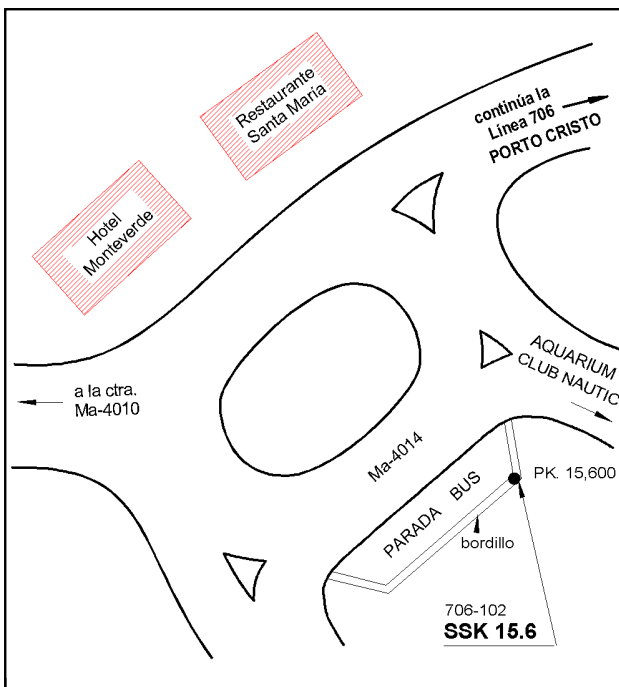 Restaurante
Santa María
continúa la
Línea 706
PORTO CRISTO
Hotel
Monteverde
AQUARIUM
CLUB NAUTIC
a la ctra.
Ma-4010
Ma-4014
PARADA BUS
PK. 15,600
bordillo
706-102
SSK 15.6